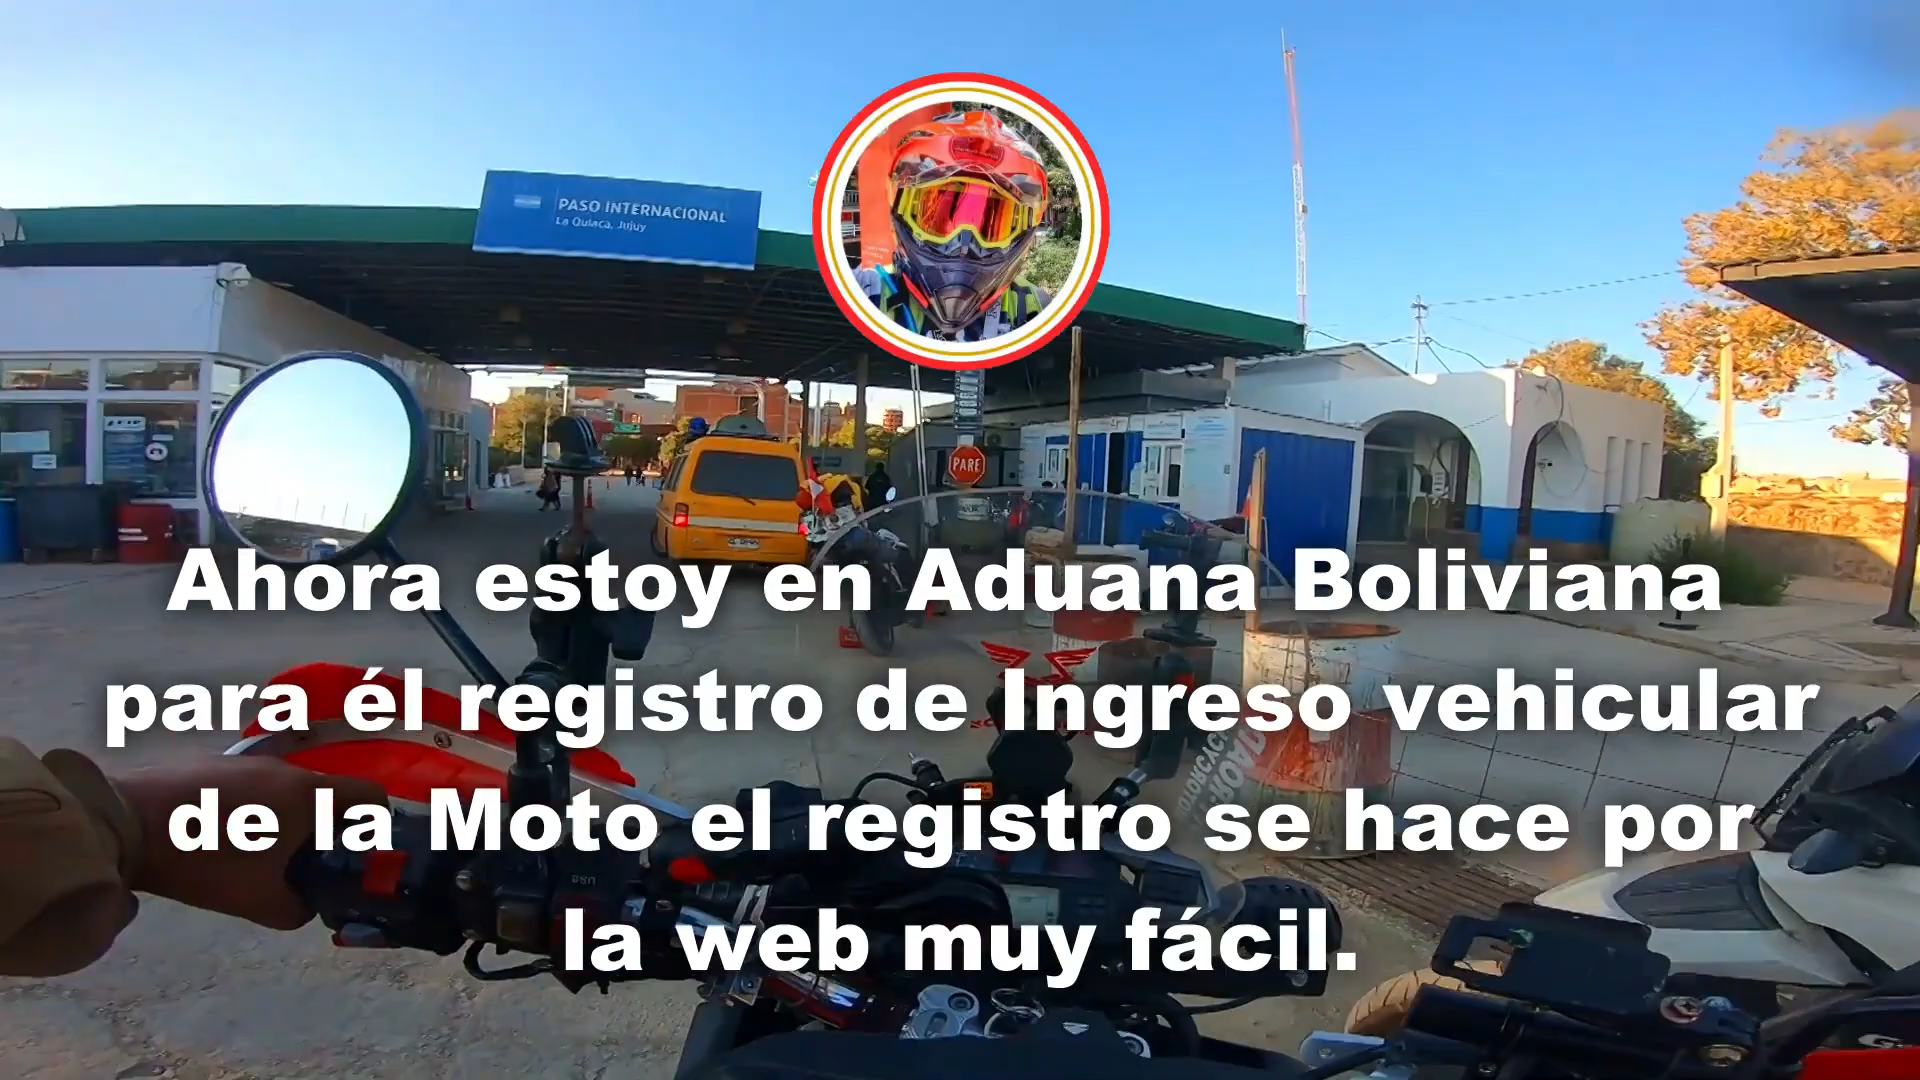 PASO INTERNACIONAL
La Quiaca, Jujuy
PARE
Ahora estoy en Aduana Boliviana
para él registro de Ingreso vehicular
de la Moto el registro se hace por
la web muy fácil.
USB